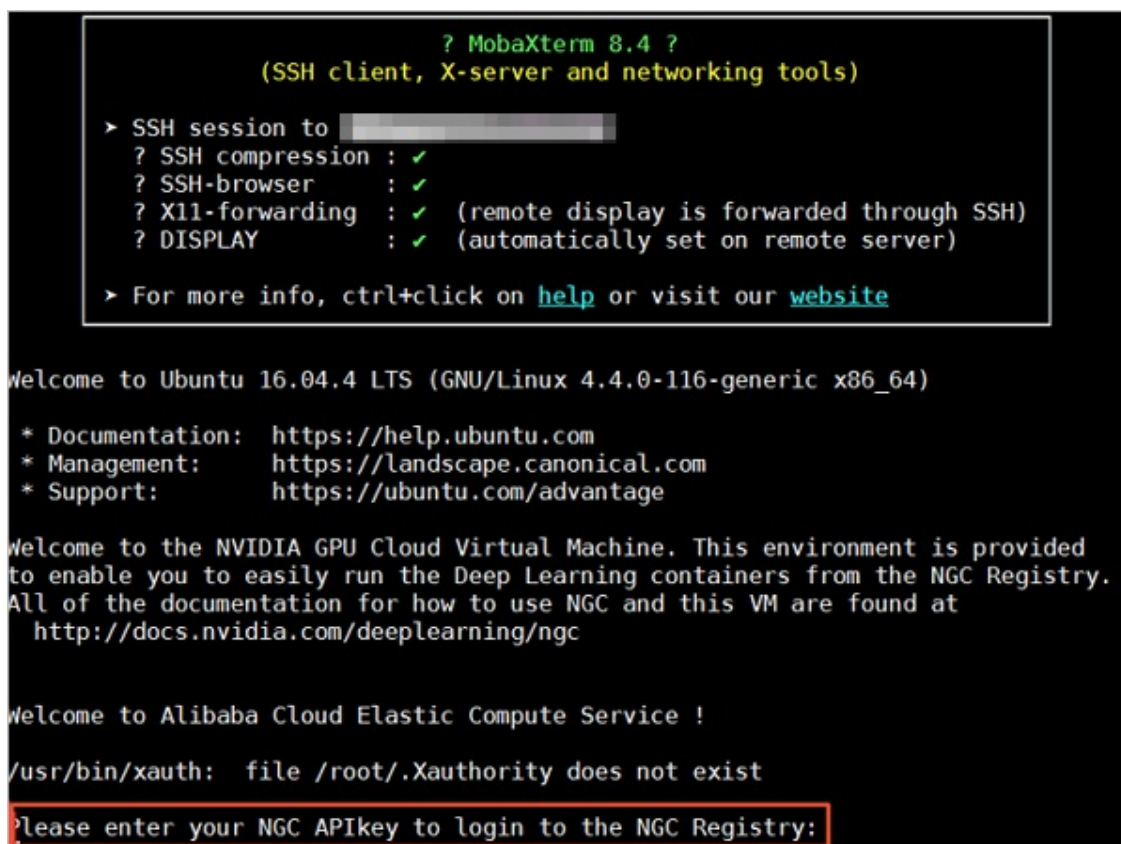 ? MobaXterm 8.4 ?
(SSH client, X-server and networking tools)
➤ SSH session to
? SSH compression : ✔
? SSH-browser : ✔
? X11-forwarding : ✔ (remote display is forwarded through SSH)
? DISPLAY : ✔ (automatically set on remote server)
➤ For more info, ctrl+click on help or visit our website
Welcome to Ubuntu 16.04.4 LTS (GNU/Linux 4.4.0-116-generic x86_64)
* Documentation: https://help.ubuntu.com
* Management: https://landscape.canonical.com
* Support: https://ubuntu.com/advantage
Welcome to the NVIDIA GPU Cloud Virtual Machine. This environment is provided
to enable you to easily run the Deep Learning containers from the NGC Registry.
All of the documentation for how to use NGC and this VM are found at
http://docs.nvidia.com/deeplearning/ngc
Welcome to Alibaba Cloud Elastic Compute Service !
/usr/bin/xauth: file /root/.Xauthority does not exist
Please enter your NGC APIkey to login to the NGC Registry: